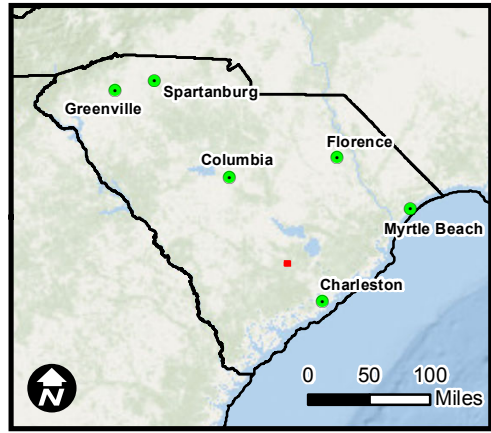 Spartanburg
Greenville
Florence
Columbia
Myrtle Beach
Charleston
0 50 100
Miles
N